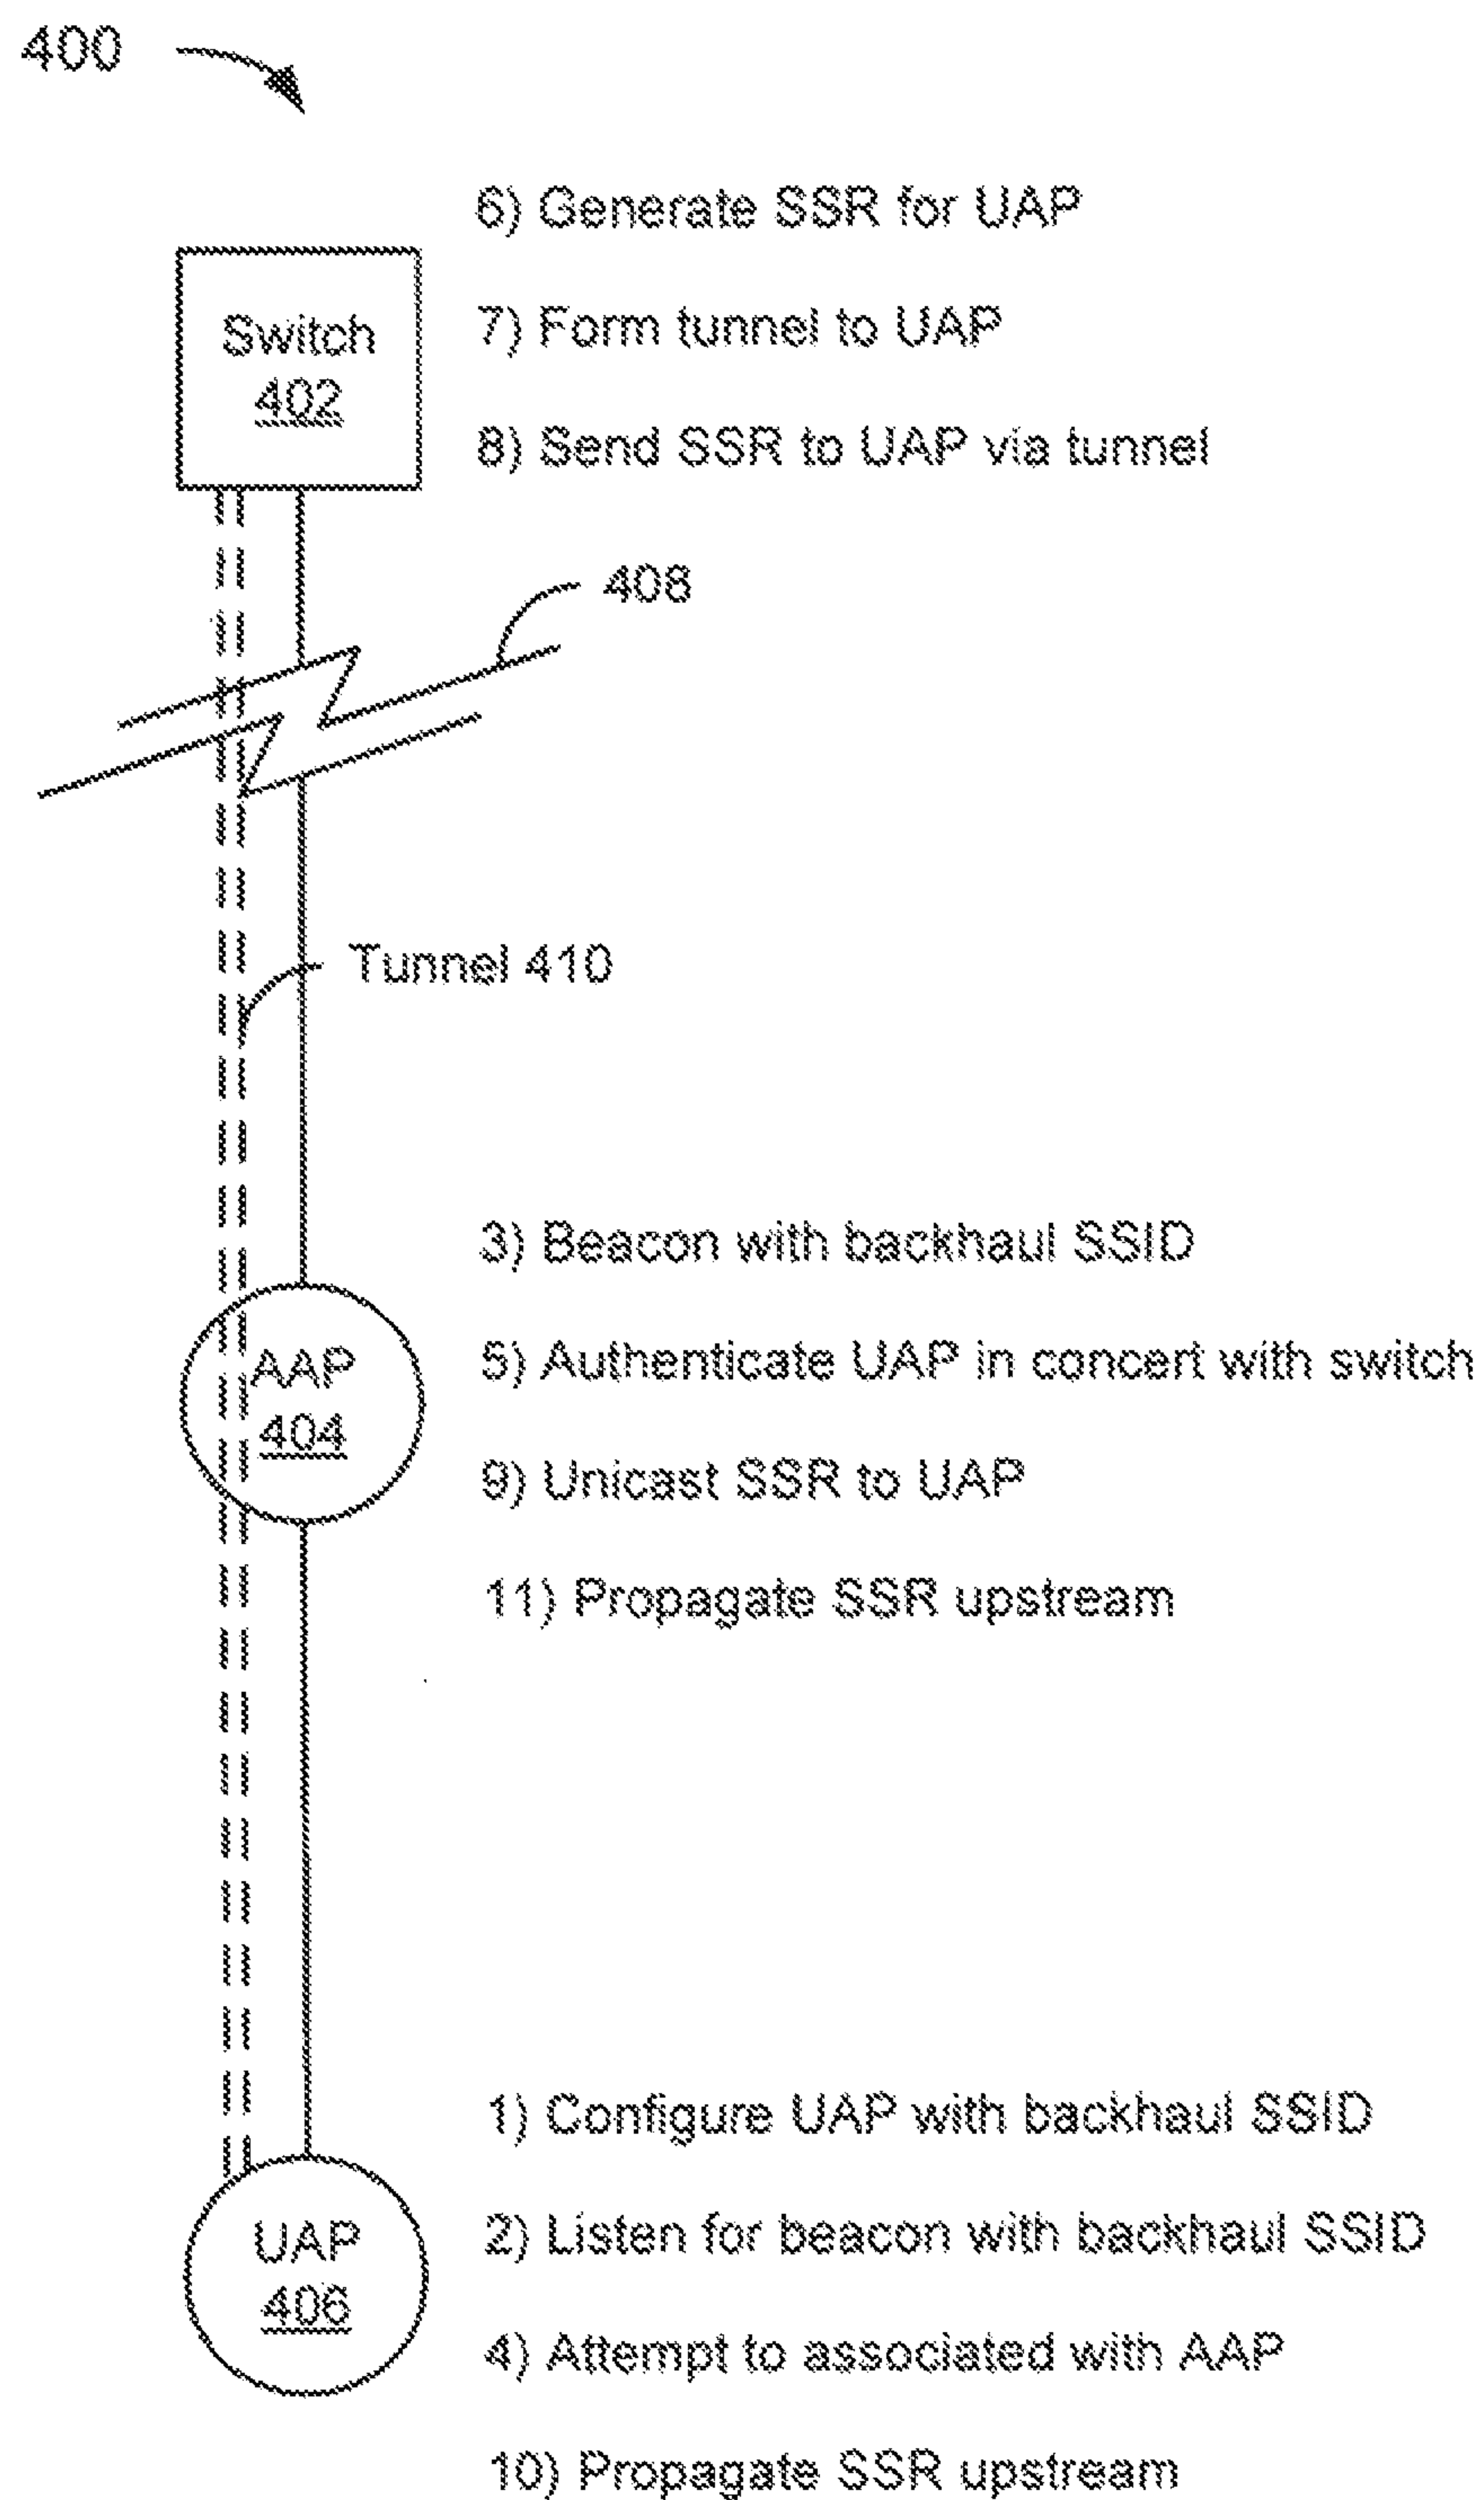 400
6) Generate SSR for UAP
Switch
402
7) Form tunnel to UAP
8) Send SSR to UAP via tunnel
408
Tunnel 410
3) Beacon with backhaul SSID
AAP
404
5) Authenticate UAP in concert with switch
9) Unicast SSR to UAP
11) Propagate SSR upstream
1) Configure UAP with backhaul SSID
UAP
406
2) Listen for beacon with backhaul SSID
4) Attempt to associated with AAP
10) Propagate SSR upstream